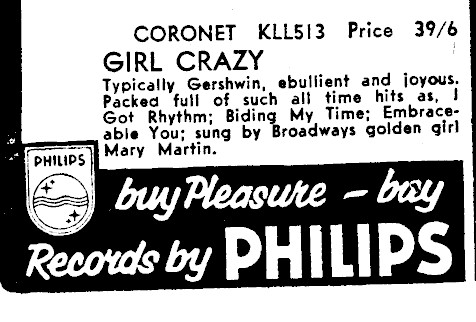 CORONET KLL513 Price 39/6
GIRL CRAZY
Typically Gershwin, ebullient and joyous.
Packed full of such all time hits as, I
Got Rhythm; Biding My Time; Embrace-
able You; sung by Broadways golden girl
Mary Martin.
PHILIPS
buy Pleasure – buy
Records by PHILIPS